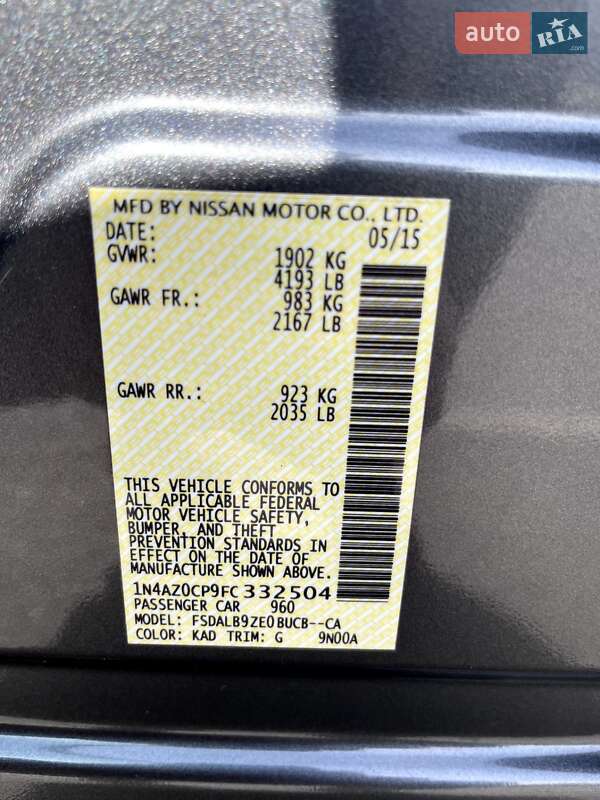 auto RIA
.com
MFD BY NISSAN MOTOR CO., LTD.
DATE: 05/15
GVWR: 1902 KG
4193 LB
GAWR FR.: 983 KG
2167 LB
GAWR RR.: 923 KG
2035 LB
THIS VEHICLE CONFORMS TO
ALL APPLICABLE FEDERAL
MOTOR VEHICLE SAFETY,
BUMPER, AND THEFT
PREVENTION STANDARDS IN
EFFECT ON THE DATE OF
MANUFACTURE SHOWN ABOVE.
1N4AZ0CP9FC332504
PASSENGER CAR 960
MODEL: FSDALB9ZE0BUCB--CA
COLOR: KAD TRIM: G 9N00A